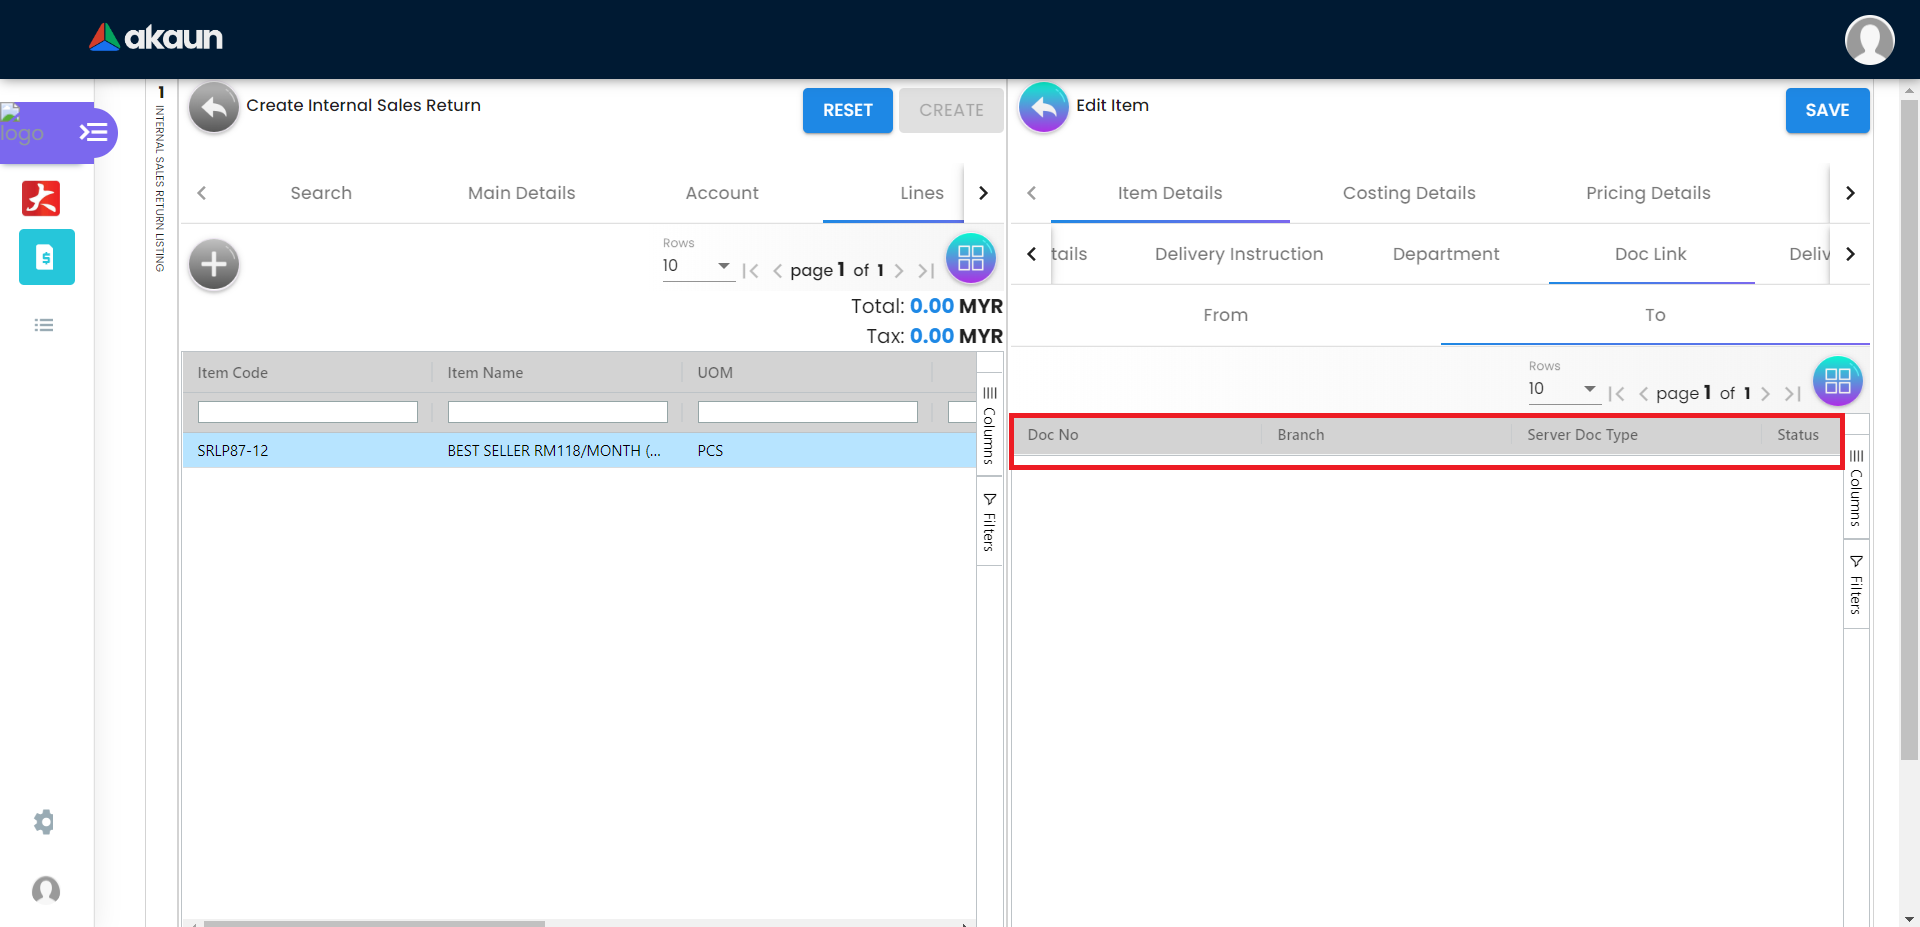 akaun
logo
1
INTERNAL SALES RETURN LISTING
Create Internal Sales Return
RESET
CREATE
Search
Main Details
Account
Lines
Rows
10
page 1 of 1
Total: 0.00 MYR
Tax: 0.00 MYR
Item Code
Item Name
UOM
SRLP87-12
BEST SELLER RM118/MONTH (...
PCS
Columns
Filters
Edit Item
SAVE
Item Details
Costing Details
Pricing Details
tails
Delivery Instruction
Department
Doc Link
Deliv
From
To
Rows
10
page 1 of 1
Doc No
Branch
Server Doc Type
Status
Columns
Filters